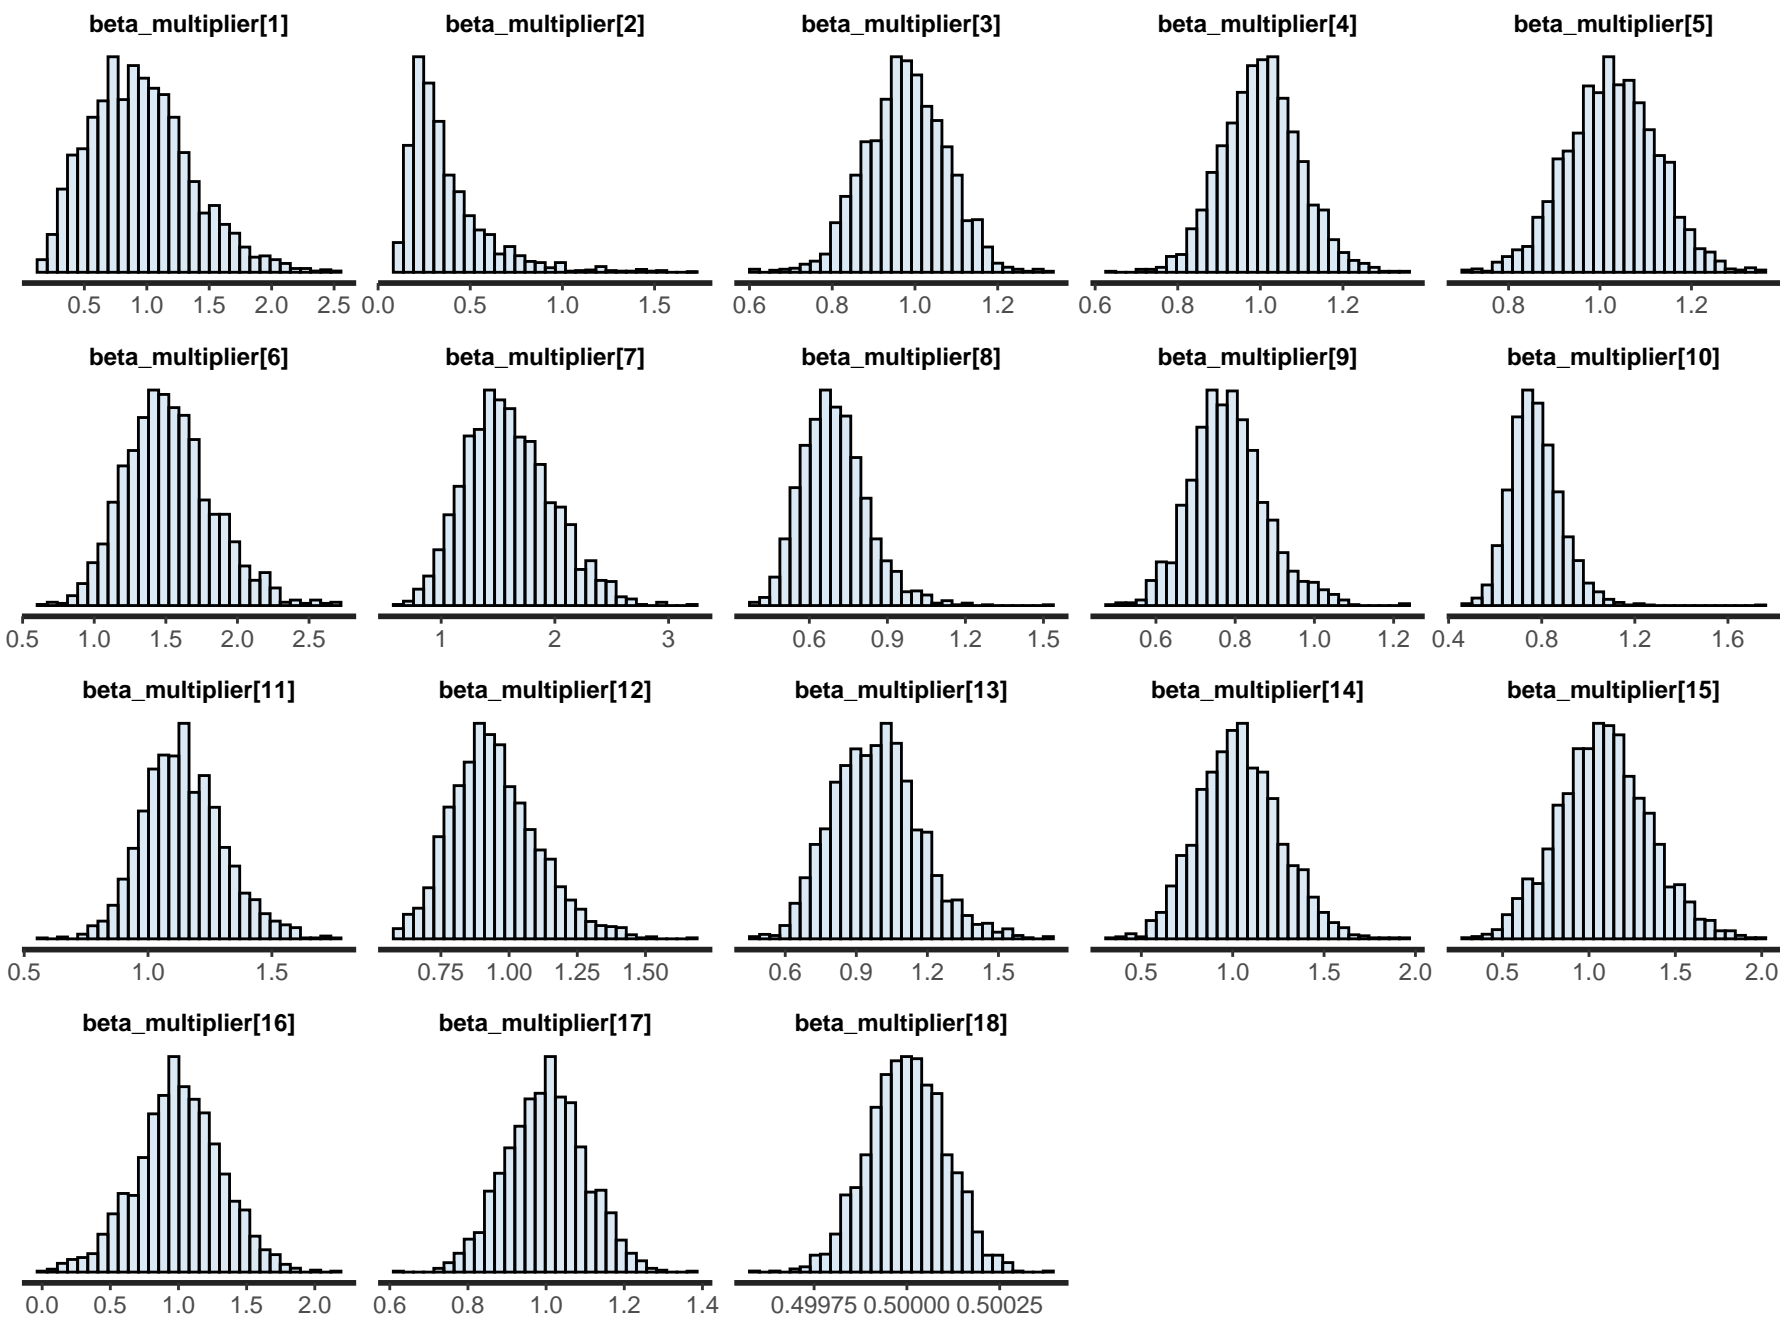 beta_multiplier[1] beta_multiplier[2] beta_multiplier[3] beta_multiplier[4] beta_multiplier[5]
0.5 1.0 1.5 2.0 2.5 0.0 0.5 1.0 1.5 0.6 0.8 1.0 1.2 0.6 0.8 1.0 1.2 0.8 1.0 1.2
beta_multiplier[6] beta_multiplier[7] beta_multiplier[8] beta_multiplier[9] beta_multiplier[10]
0.5 1.0 1.5 2.0 2.5 1 2 3 0.6 0.9 1.2 1.5 0.6 0.8 1.0 1.2 0.4 0.8 1.2 1.6
beta_multiplier[11] beta_multiplier[12] beta_multiplier[13] beta_multiplier[14] beta_multiplier[15]
0.5 1.0 1.5 0.75 1.00 1.25 1.50 0.6 0.9 1.2 1.5 0.5 1.0 1.5 2.0 0.5 1.0 1.5 2.0
beta_multiplier[16] beta_multiplier[17] beta_multiplier[18]
0.0 0.5 1.0 1.5 2.0 0.6 0.8 1.0 1.2 1.4 0.49975 0.50000 0.50025